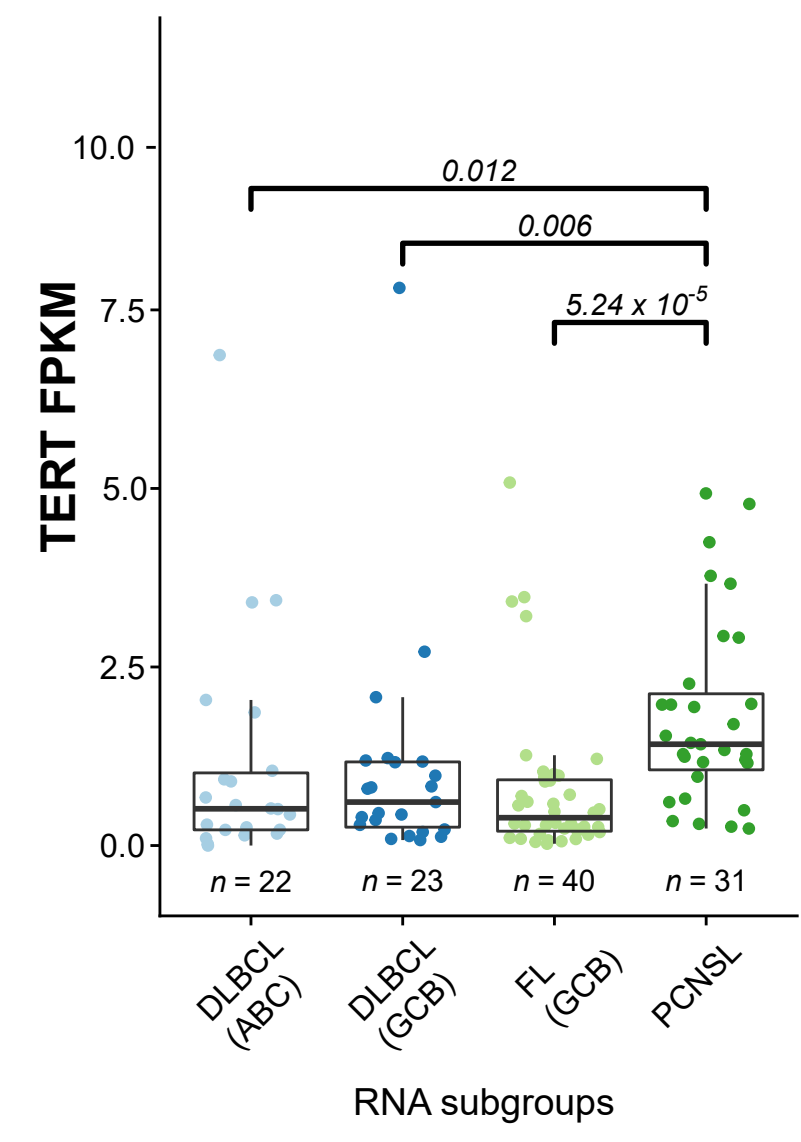 TERT FPKM
10.0
7.5
5.0
2.5
0.0
0.012
0.006
5.24 x 10⁻⁵
n = 22
n = 23
n = 40
n = 31
DLBCL
(ABC)
DLBCL
(GCB)
FL
(GCB)
PCNSL
RNA subgroups